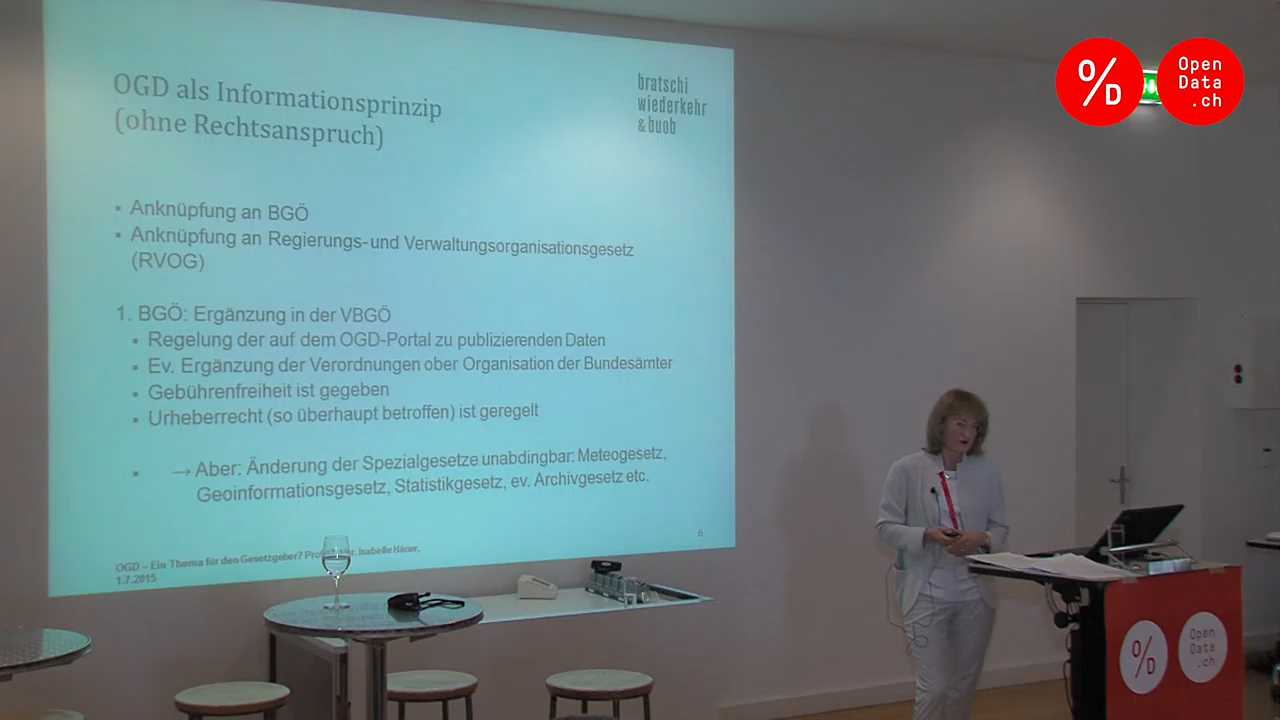 OGD als Informationsprinzip
(ohne Rechtsanspruch)
bratschi
wiederkehr
& buob
▪ Anknüpfung an BGÖ
▪ Anknüpfung an Regierungs- und Verwaltungsorganisationsgesetz
(RVOG)
1. BGÖ: Ergänzung in der VBGÖ
▪ Regelung der auf dem OGD-Portal zu publizierenden Daten
▪ Ev. Ergänzung der Verordnungen ober Organisation der Bundesämter
▪ Gebührenfreiheit ist gegeben
▪ Urheberrecht (so überhaupt betroffen) ist geregelt
▪ → Aber: Änderung der Spezialgesetze unabdingbar: Meteogesetz,
Geoinformationsgesetz, Statistikgesetz, ev. Archivgesetz etc.
OGD – Ein Thema für den Gesetzgeber? Isabelle Häner,
1.7.2015
6
%D
Open
Data
.ch
%D
Open
Data
.ch